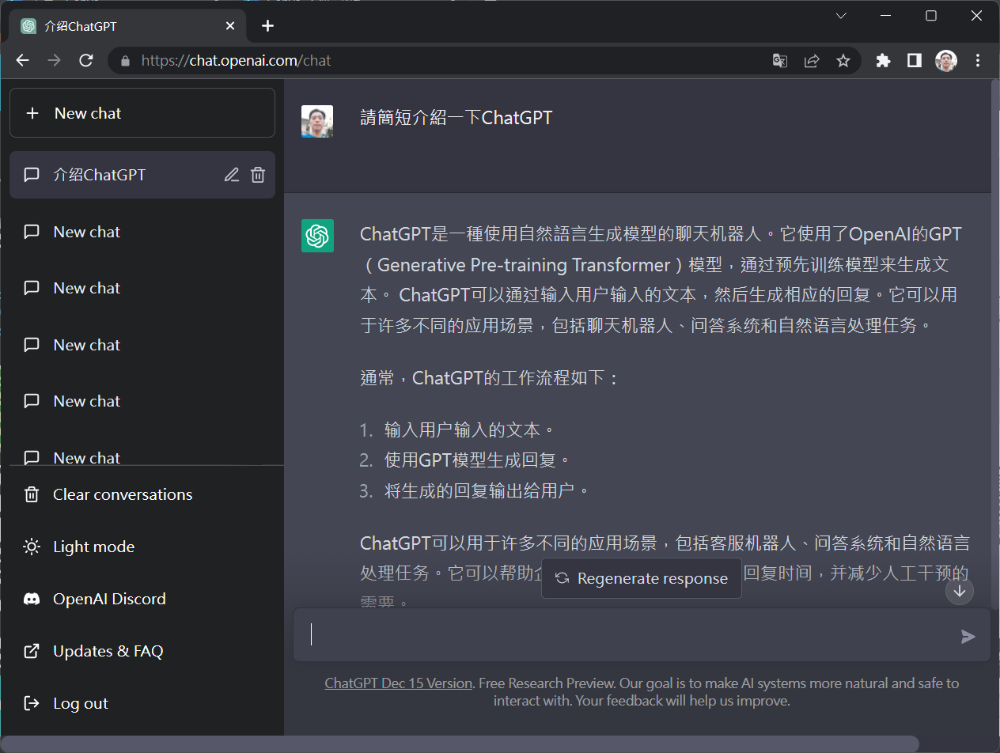 介绍ChatGPT
https://chat.openai.com/chat
New chat
介绍ChatGPT
New chat
New chat
New chat
New chat
New chat
Clear conversations
Light mode
OpenAI Discord
Updates & FAQ
Log out
請簡短介紹一下ChatGPT
ChatGPT是一種使用自然語言生成模型的聊天机器人。它使用了OpenAI的GPT
（Generative Pre-training Transformer）模型，通过预先训练模型来生成文
本。 ChatGPT可以通过输入用户输入的文本，然后生成相应的回复。它可以用
于许多不同的应用场景，包括聊天机器人、问答系统和自然语言处理任务。
通常，ChatGPT的工作流程如下：
1. 输入用户输入的文本。
2. 使用GPT模型生成回复。
3. 将生成的回复输出给用户。
ChatGPT可以用于许多不同的应用场景，包括客服机器人、问答系统和自然语言
处理任务。它可以帮助
回复时间，并减少人工干预的
需要。
Regenerate response
ChatGPT Dec 15 Version. Free Research Preview. Our goal is to make AI systems more natural and safe to
interact with. Your feedback will help us improve.